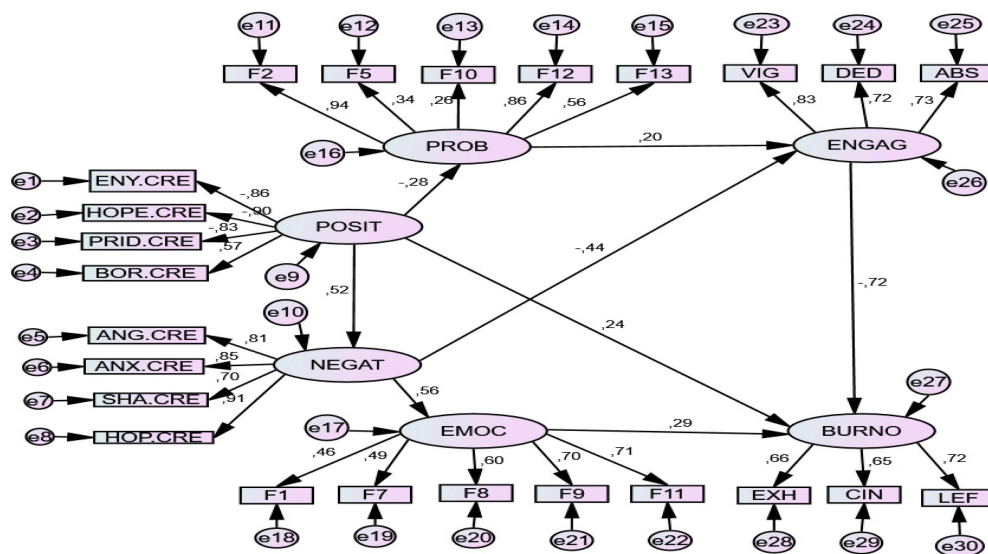 e11 e12 e13 e14 e15 e23 e24 e25
F2 F5 F10 F12 F13 VIG DED ABS
,94 ,34 ,26 ,86 ,56 ,83 ,72 ,73
e16 PROB ,20 ENGAG
e26
e1 ENY.CRE -,86 -,28
e2 HOPE.CRE -,90
e3 PRID.CRE -,83 POSIT
e4 BOR.CRE ,57
e9 -,44
,52 -,72
e10
,24
e5 ANG.CRE ,81
e6 ANX.CRE ,85 NEGAT
e7 SHA.CRE ,70
e8 HOP.CRE ,91
,56 e27
e17 EMOC ,29 BURNO
,46 ,49 ,60 ,70 ,71 ,66 ,65 ,72
F1 F7 F8 F9 F11 EXH CIN LEF
e18 e19 e20 e21 e22 e28 e29 e30